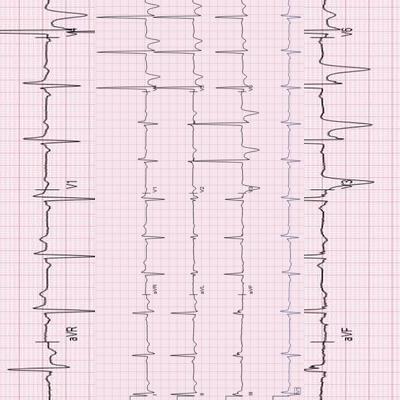 aVR V1 V4
I aVR V1
II aVL V2
III aVF V3
aVF V3 V6